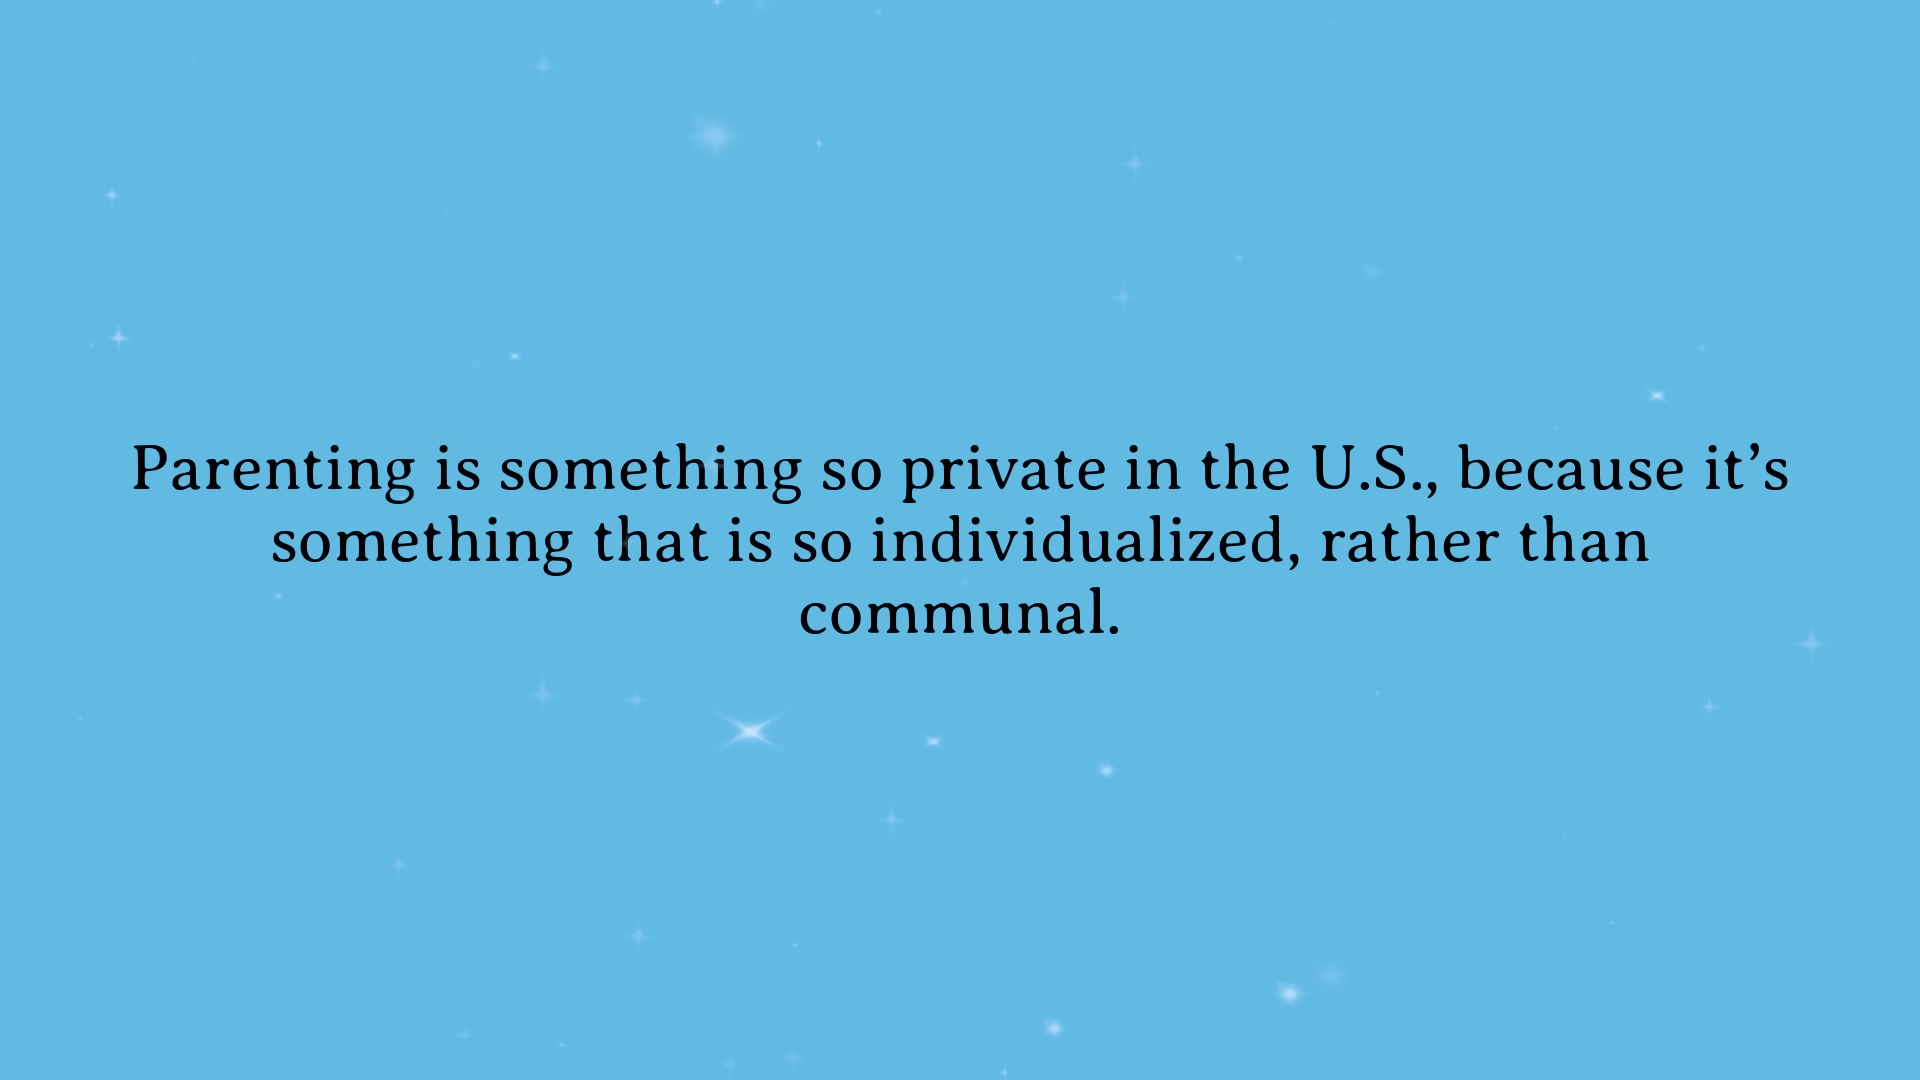 Parenting is something so private in the U.S., because it’s
something that is so individualized, rather than
communal.